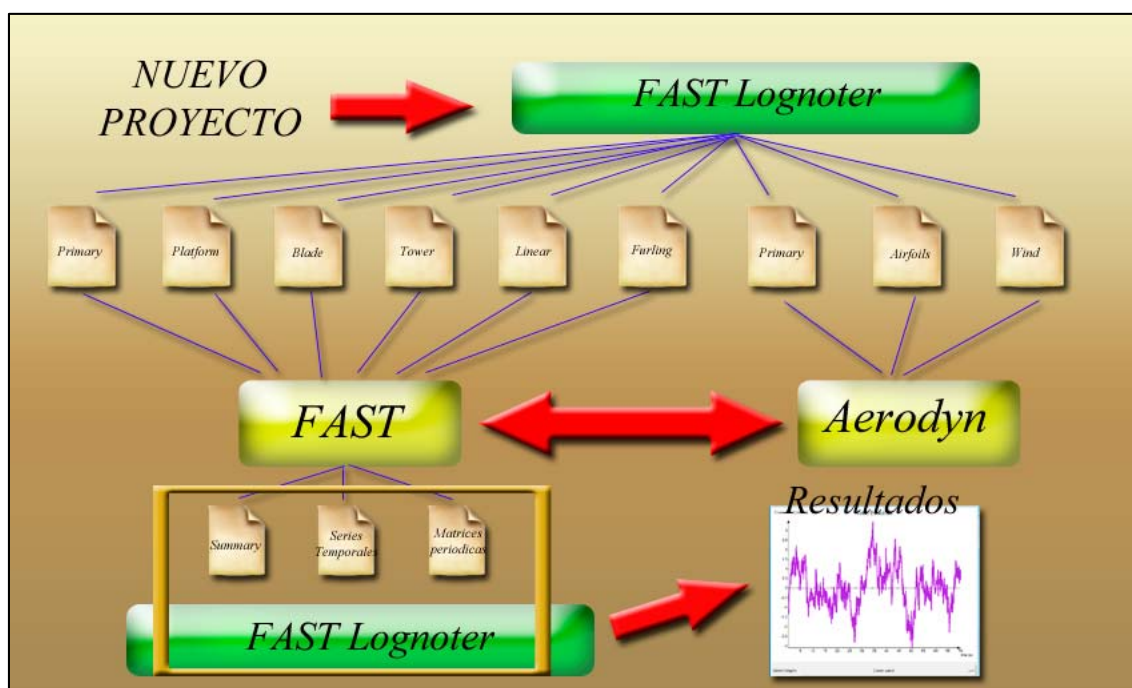 NUEVO
PROYECTO
FAST Lognoter
Primary
Platform
Blade
Tower
Linear
Furling
Primary
Airfoils
Wind
FAST
Aerodyn
Summary
Series
Temporales
Matrices
periodicas
Resultados
FAST Lognoter